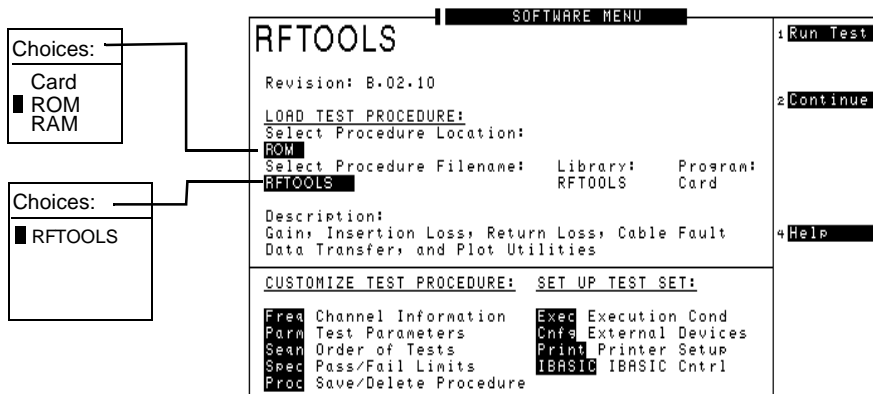 SOFTWARE MENU
RFTOOLS
Revision: B.02.10
LOAD TEST PROCEDURE:
Select Procedure Location:
ROM
Select Procedure Filename: Library: Program:
RFTOOLS RFTOOLS Card
Description:
Gain, Insertion Loss, Return Loss, Cable Fault
Data Transfer, and Plot Utilities
CUSTOMIZE TEST PROCEDURE: SET UP TEST SET:
Freq Channel Information Exec Execution Cond
Parm Test Parameters Cnfg External Devices
Seqn Order of Tests Print Printer Setup
Spec Pass/Fail Limits IBASIC IBASIC Cntrl
Proc Save/Delete Procedure
1 Run Test
2 Continue
4 Help
Choices:
Card
ROM
RAM
Choices:
RFTOOLS